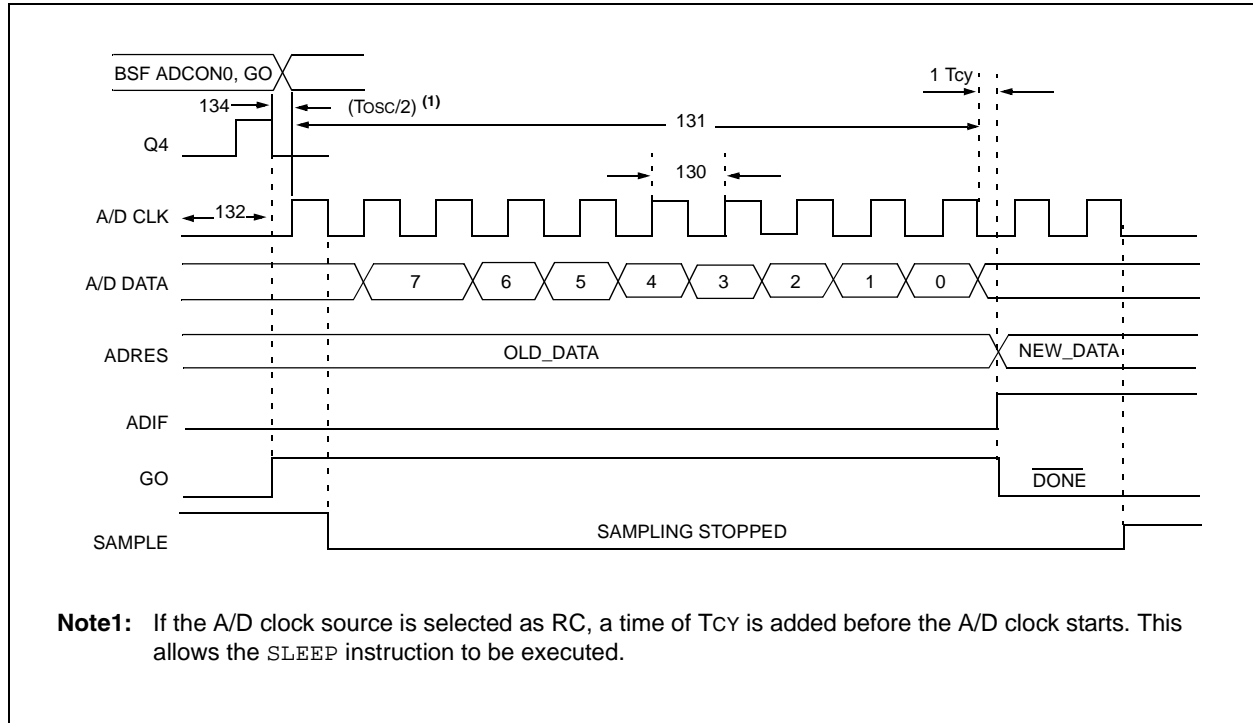 BSF ADCON0, GO
1 Tcy
134
(TOSC/2) (1)
131
Q4
130
A/D CLK
132
A/D DATA
7 6 5 4 3 2 1 0
ADRES
OLD_DATA
NEW_DATA
ADIF
GO
DONE
SAMPLE
SAMPLING STOPPED
Note1: If the A/D clock source is selected as RC, a time of TCY is added before the A/D clock starts. This
allows the SLEEP instruction to be executed.